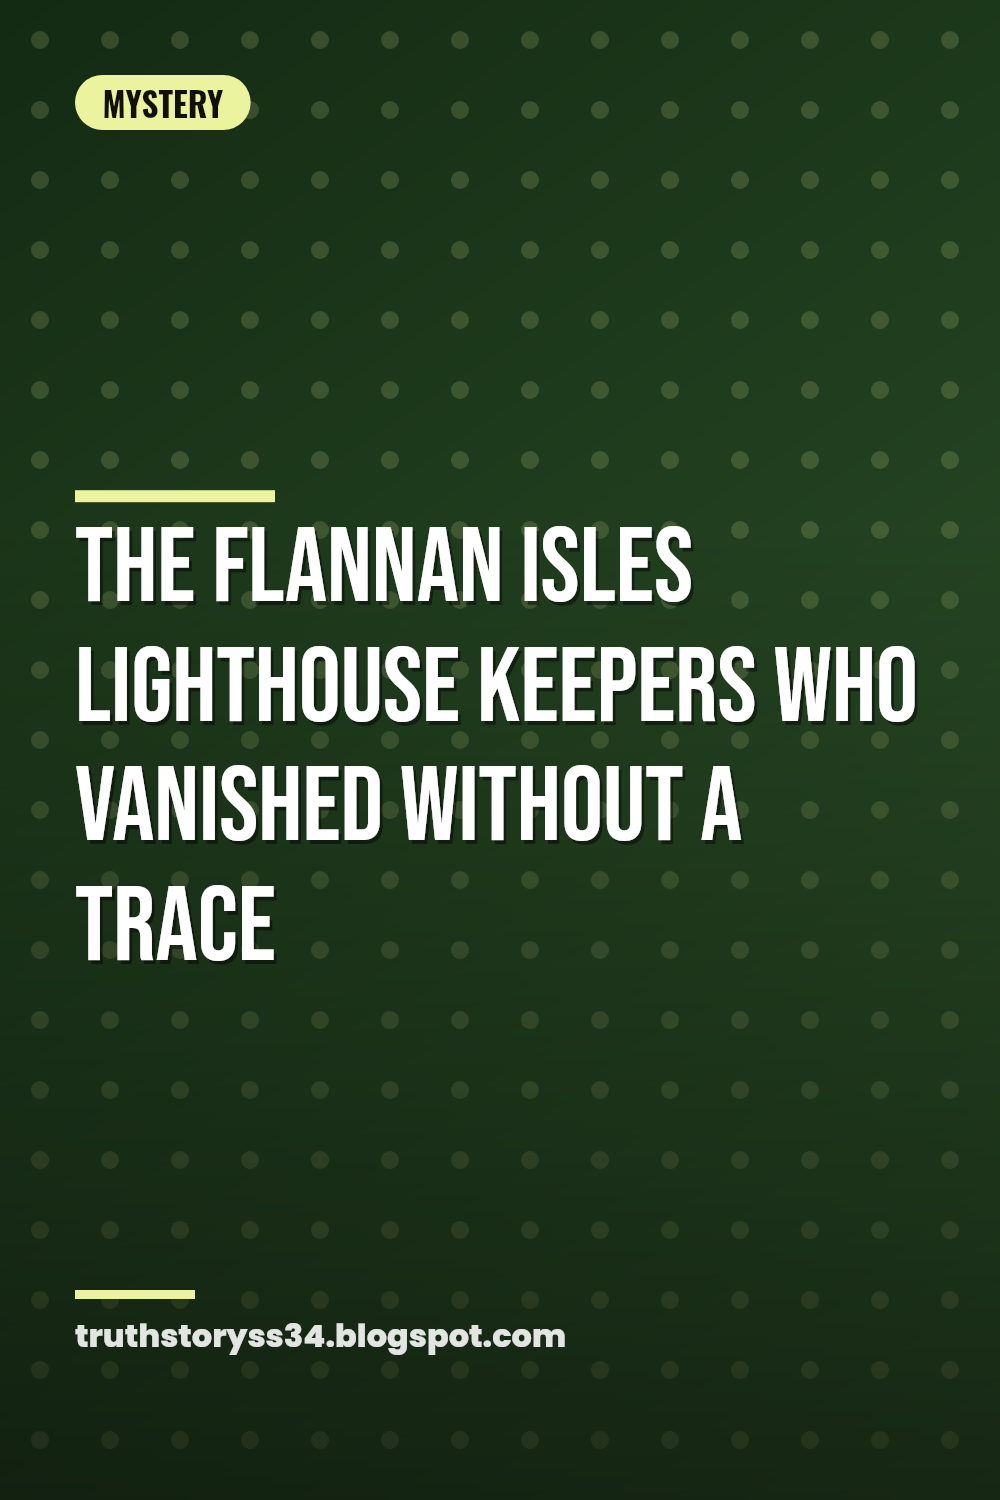 MYSTERY
THE FLANNAN ISLES
LIGHTHOUSE KEEPERS WHO
VANISHED WITHOUT A
TRACE
truthstoryss34.blogspot.com